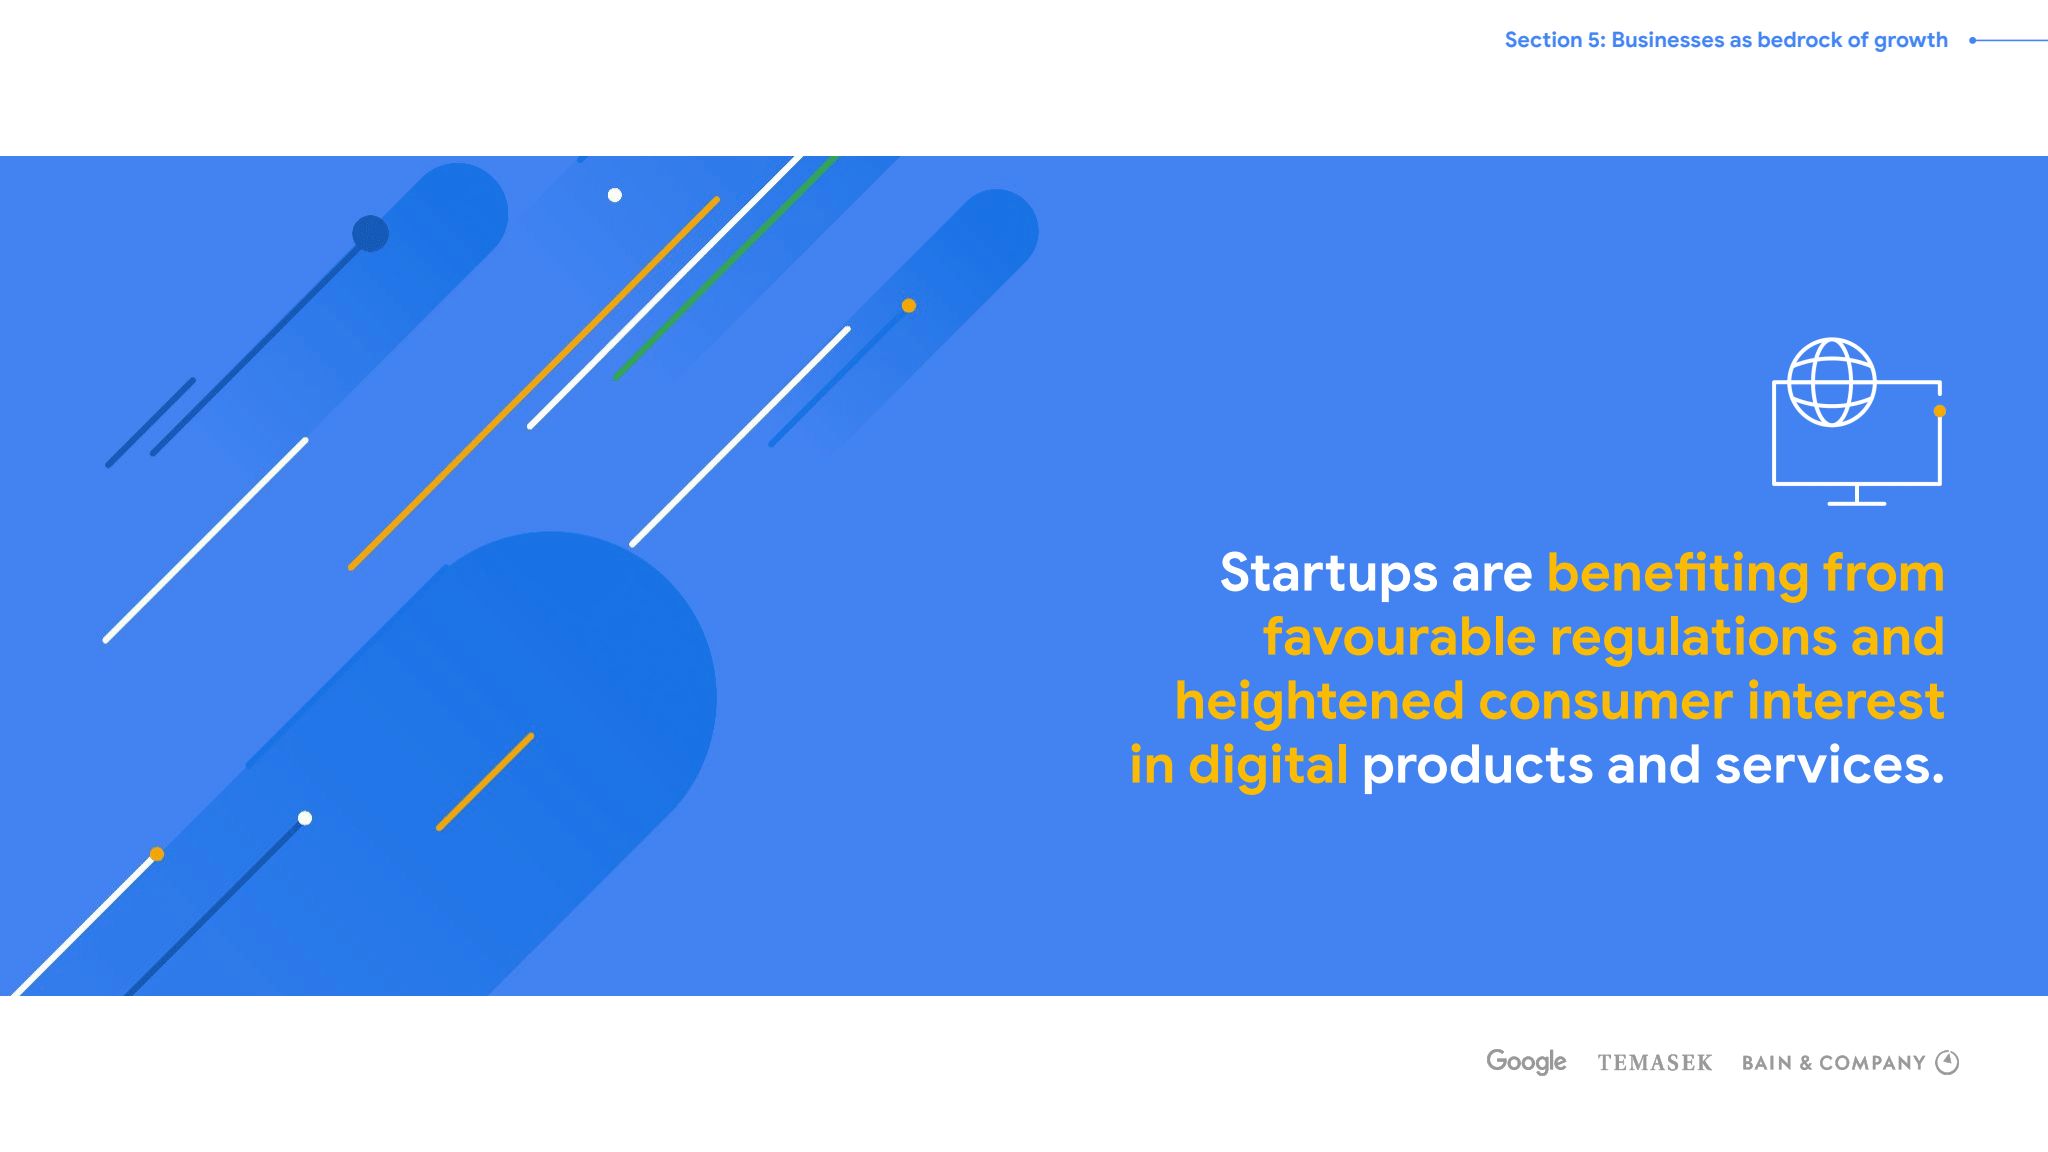 Section 5: Businesses as bedrock of growth
Startups are benefiting from
favourable regulations and
heightened consumer interest
in digital products and services.
Google TEMASEK BAIN & COMPANY